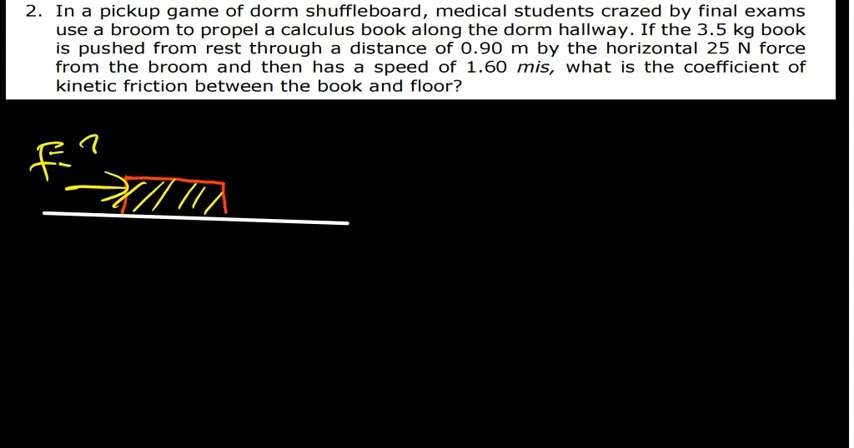 2. In a pickup game of dorm shuffleboard, medical students crazed by final exams
use a broom to propel a calculus book along the dorm hallway. If the 3.5 kg book
is pushed from rest through a distance of 0.90 m by the horizontal 25 N force
from the broom and then has a speed of 1.60 mis, what is the coefficient of
kinetic friction between the book and floor?
F=?